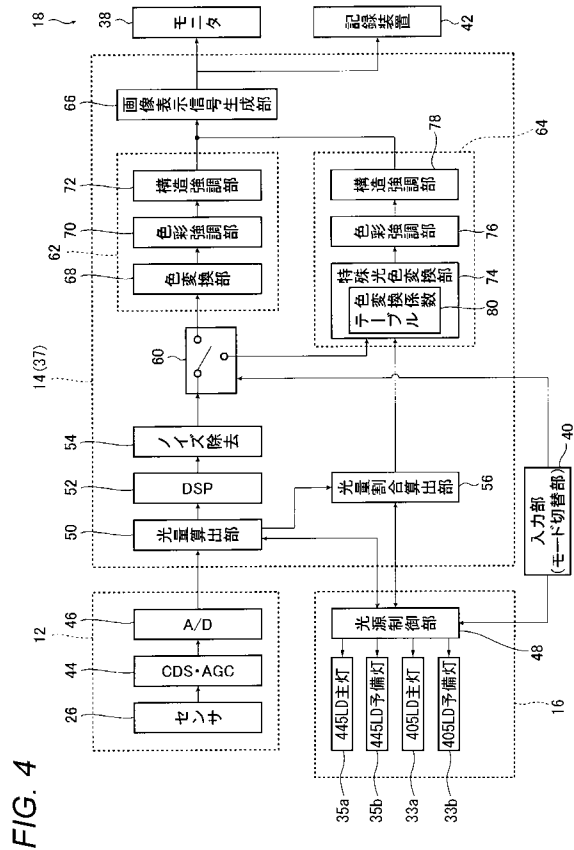 FIG. 4
12
26
センサ
44
CDS・AGC
46
A/D
14(37)
50
光量算出部
52
DSP
54
ノイズ除去
60
62
68
色変換部
70
色彩強調部
72
構造強調部
66
画像表示信号生成部
18
38
モニタ
記録装置
42
64
特殊光色変換部
74
色変換係数
テーブル
80
色彩強調部
76
構造強調部
78
光量割合算出部
56
入力部
(モード切替部)
40
光源制御部
48
16
35a
445LD主灯
35b
445LD予備灯
33a
405LD主灯
33b
405LD予備灯